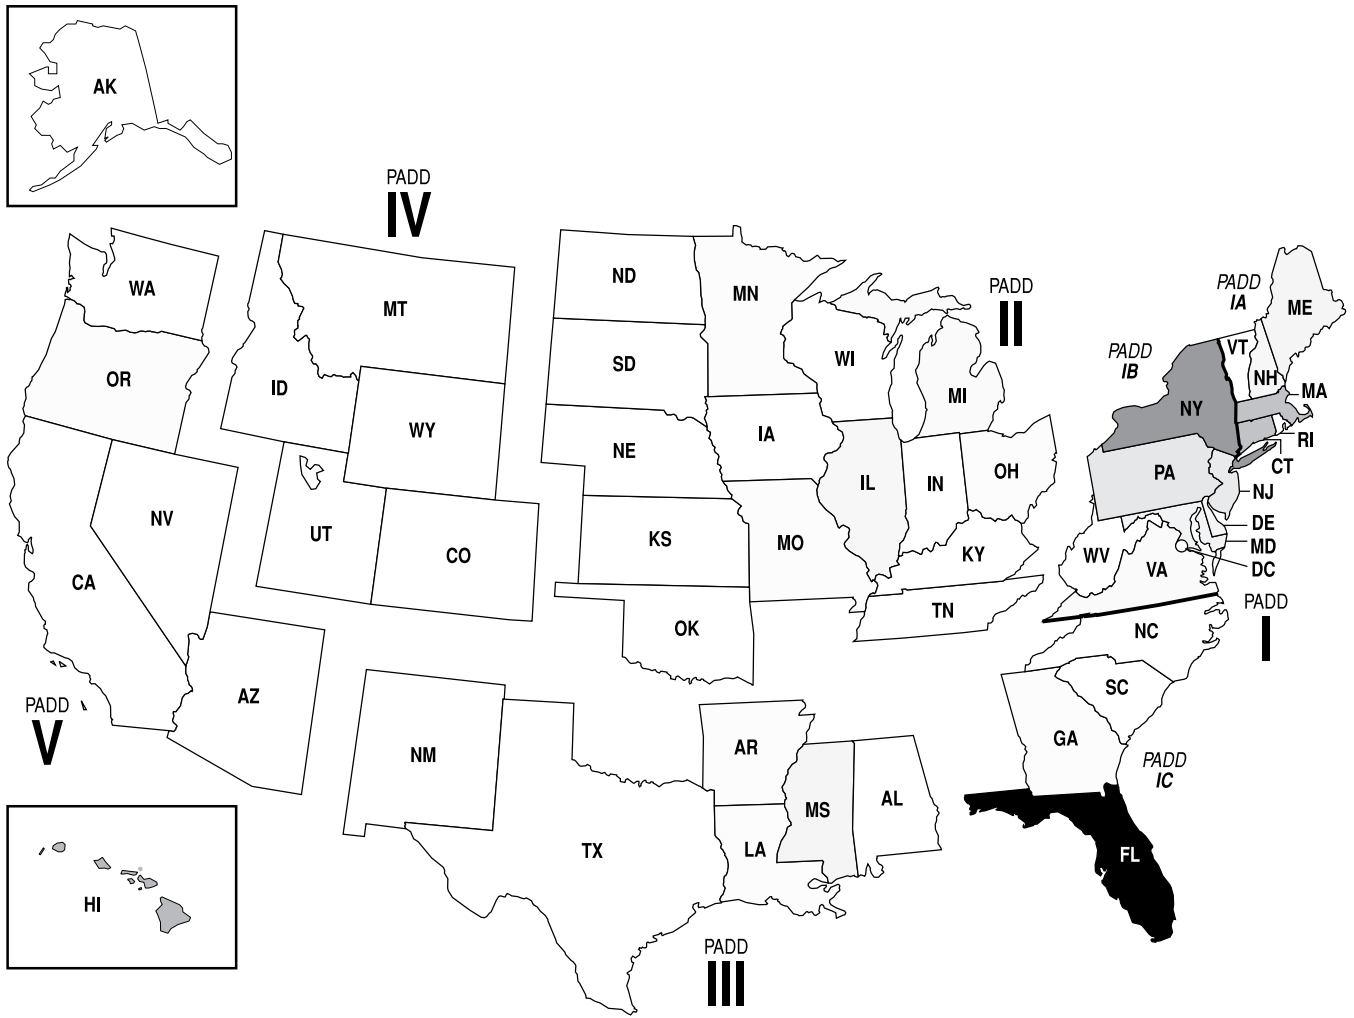 AK
PADD
IV
WA
MT
ND
MN
PADD
II
PADD
IA
ME
OR
ID
SD
WI
PADD
IB
VT
NH
MA
WY
NE
IA
MI
NY
RI
CT
NV
UT
CO
KS
MO
IL
IN
OH
PA
NJ
DE
MD
DC
CA
KY
WV
VA
OK
TN
NC
PADD
I
AZ
SC
PADD
V
NM
AR
GA
PADD
IC
MS
AL
TX
LA
FL
HI
PADD
III